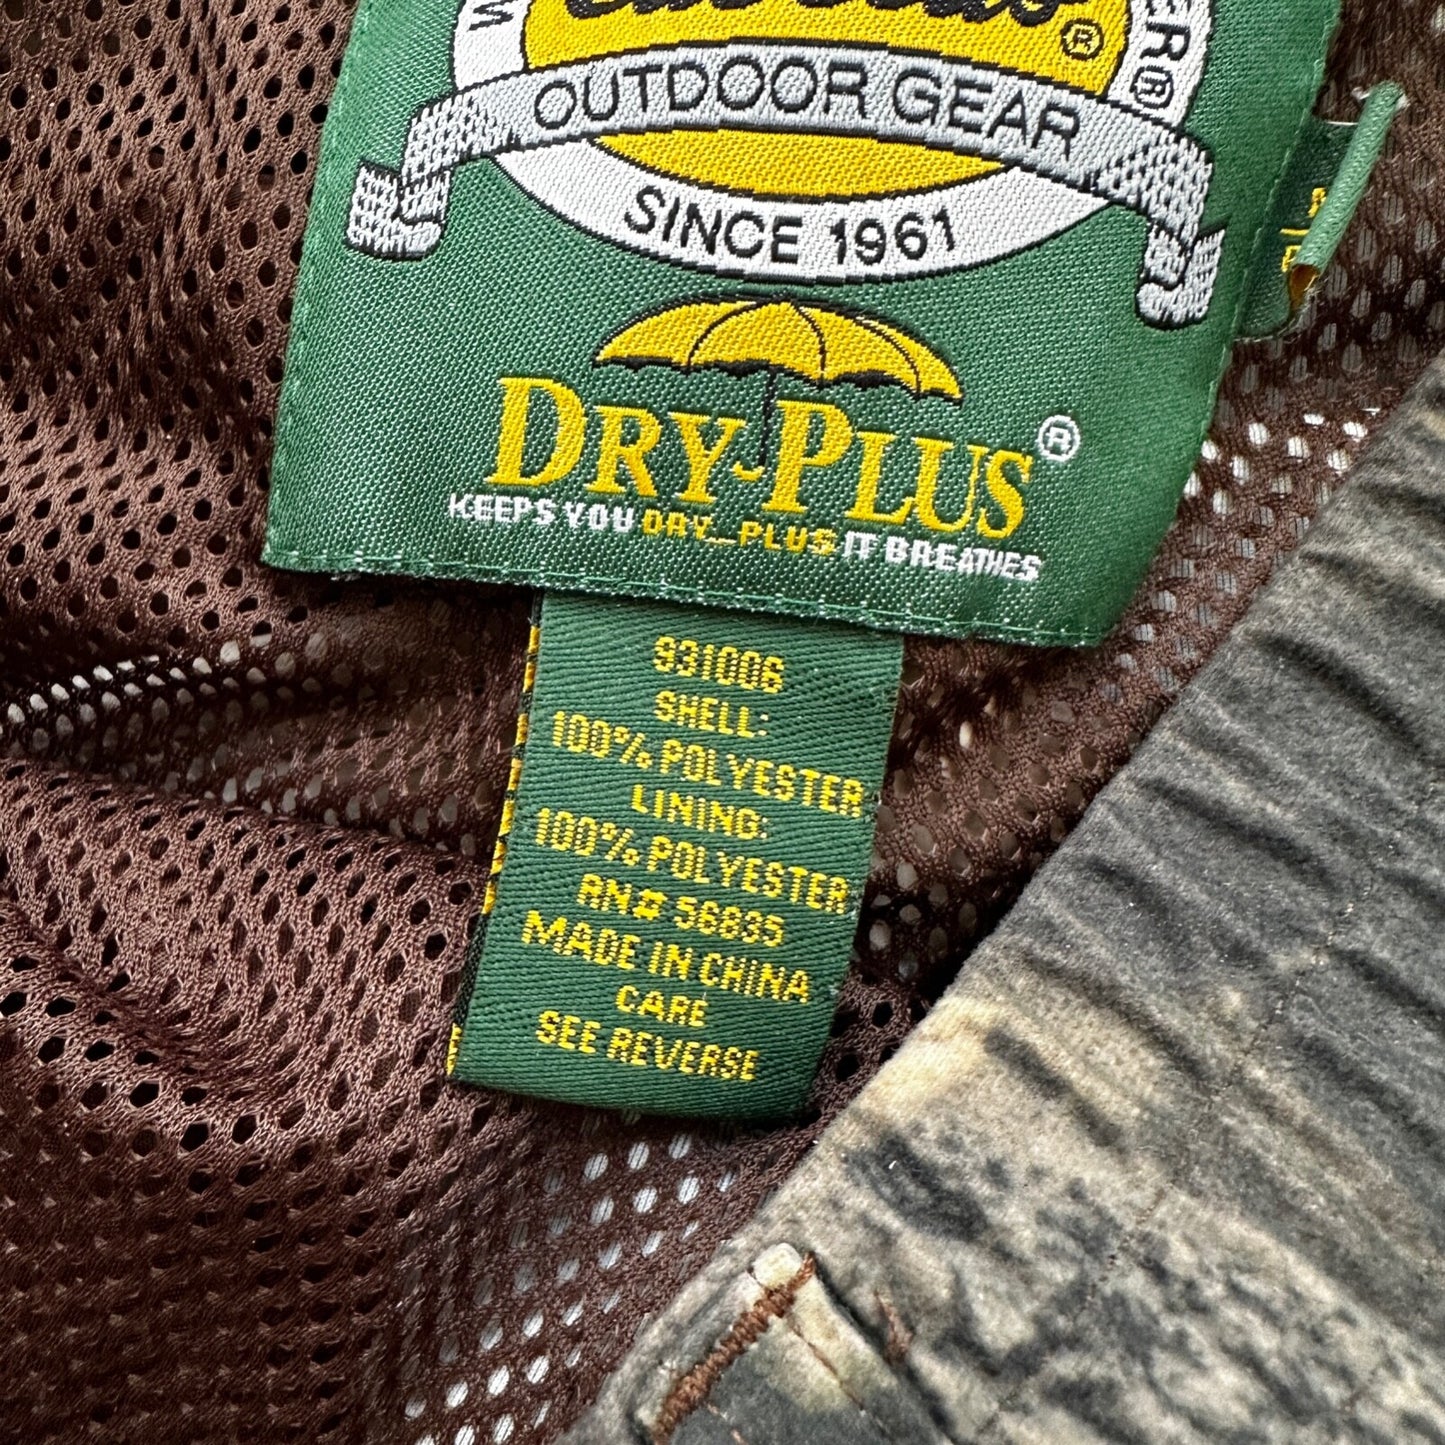 ®
OUTDOOR GEAR
SINCE 1961
DRY-PLUS®
KEEPS YOU DRY_PLUS IT BREATHES
931006
SHELL:
100% POLYESTER
LINING:
100% POLYESTER
RN# 56835
MADE IN CHINA
CARE
SEE REVERSE